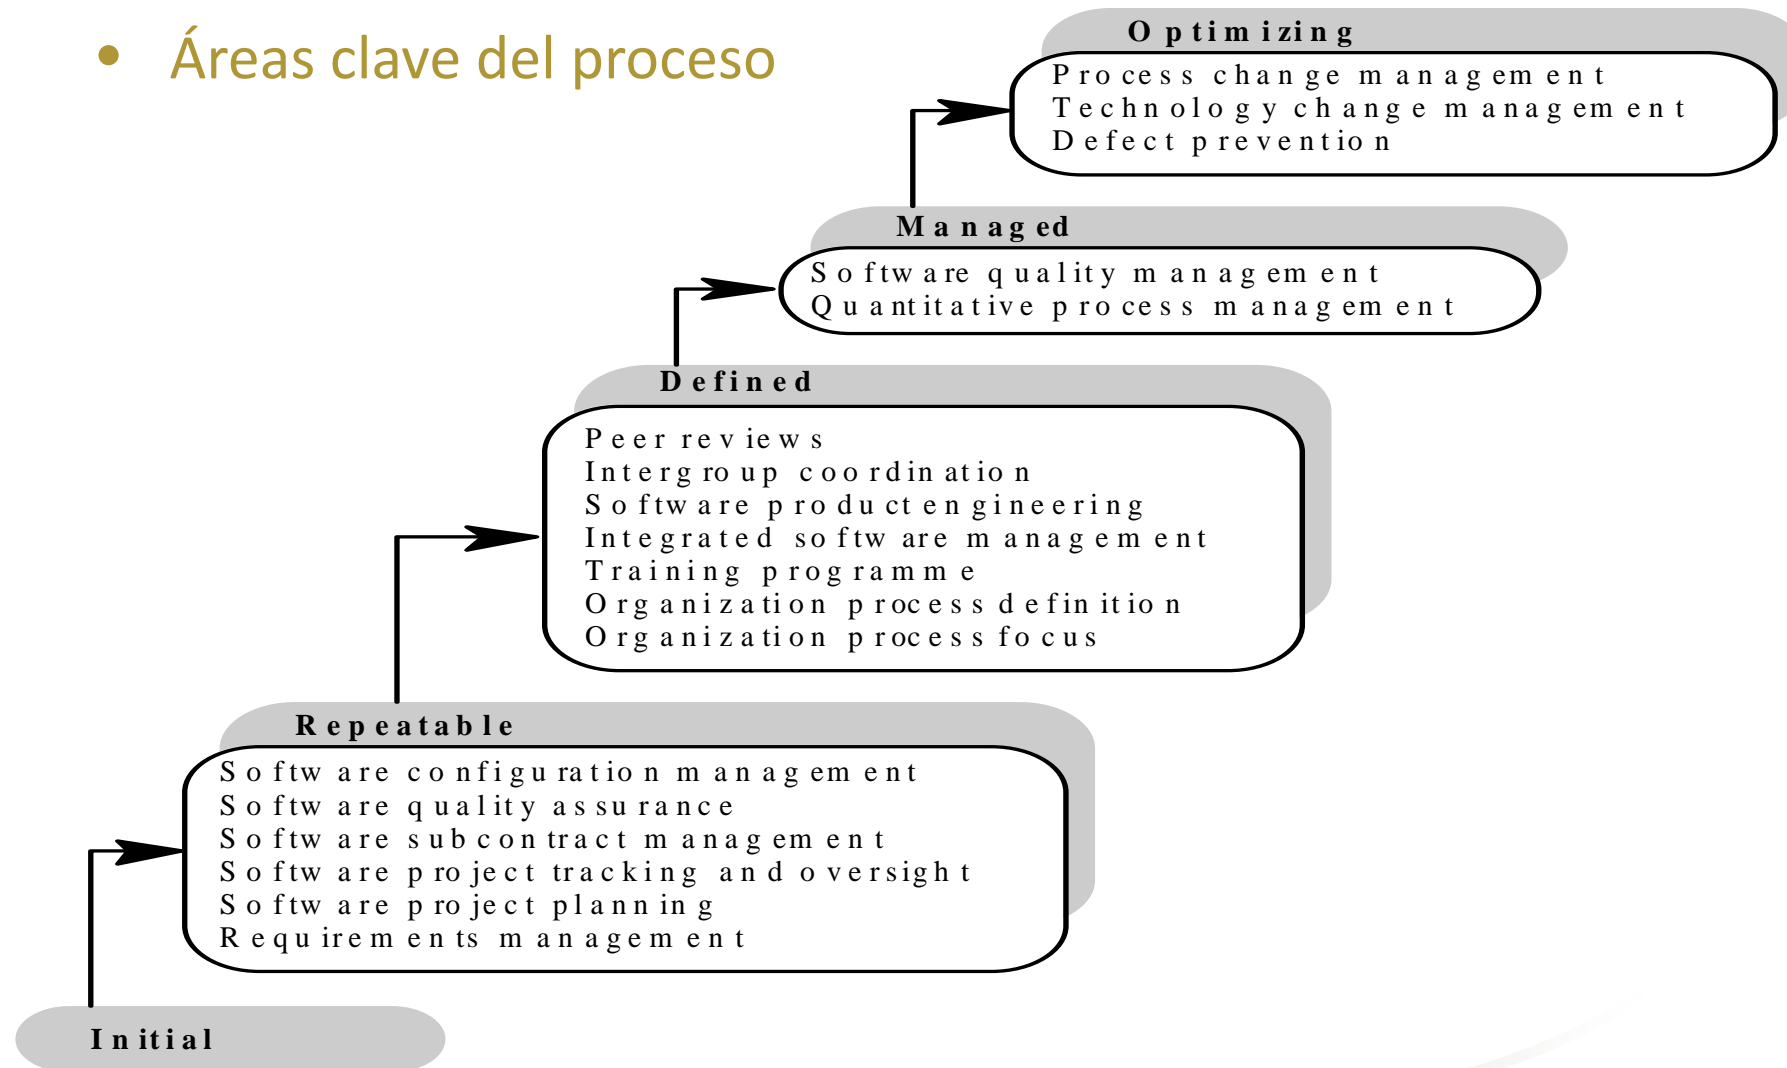 • Áreas clave del proceso
Optimizing
Process change management
Technology change management
Defect prevention
Managed
Software quality management
Quantitative process management
Defined
Peer reviews
Intergroup coordination
Software product engineering
Integrated software management
Training programme
Organization process definition
Organization process focus
Repeatable
Software configuration management
Software quality assurance
Software subcontract management
Software project tracking and oversight
Software project planning
Requirements management
Initial